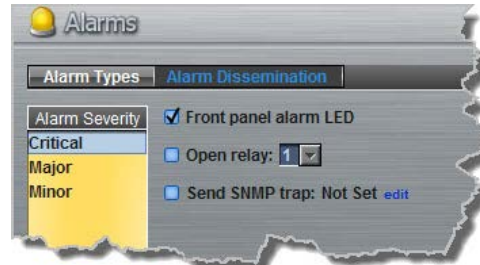 Alarms
Alarm Types Alarm Dissemination
Alarm Severity
Critical
Major
Minor
Front panel alarm LED
Open relay: 1
Send SNMP trap: Not Set edit